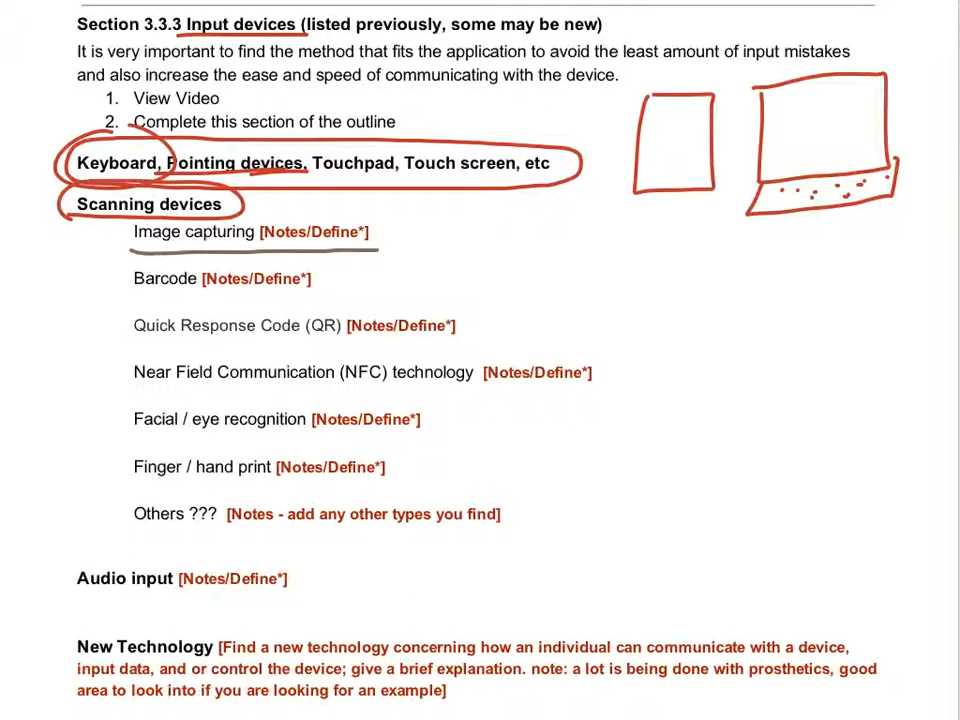 Section 3.3.3 Input devices (listed previously, some may be new)
It is very important to find the method that fits the application to avoid the least amount of input mistakes
and also increase the ease and speed of communicating with the device.
1. View Video
2. Complete this section of the outline
Keyboard, Pointing devices, Touchpad, Touch screen, etc
Scanning devices
Image capturing [Notes/Define*]
Barcode [Notes/Define*]
Quick Response Code (QR) [Notes/Define*]
Near Field Communication (NFC) technology [Notes/Define*]
Facial / eye recognition [Notes/Define*]
Finger / hand print [Notes/Define*]
Others ??? [Notes - add any other types you find]
Audio input [Notes/Define*]
New Technology [Find a new technology concerning how an individual can communicate with a device,
input data, and or control the device; give a brief explanation. note: a lot is being done with prosthetics, good
area to look into if you are looking for an example]